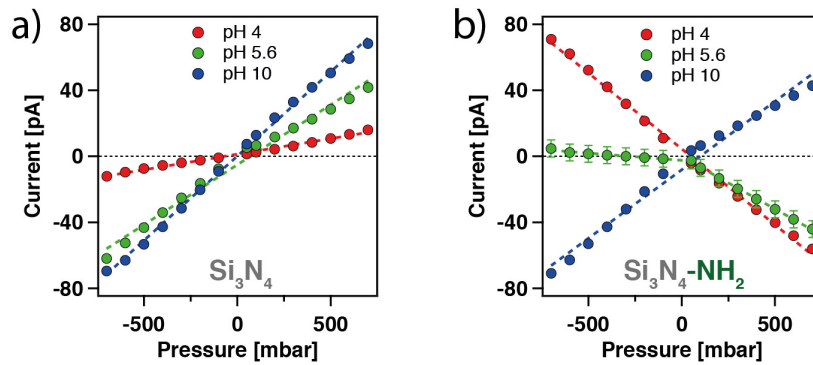 a)
80
40
0
-40
-80
Current [pA]
pH 4
pH 5.6
pH 10
Si₃N₄
-500
0
500
Pressure [mbar]
b)
80
40
0
-40
-80
Current [pA]
pH 4
pH 5.6
pH 10
Si₃N₄-NH₂
-500
0
500
Pressure [mbar]